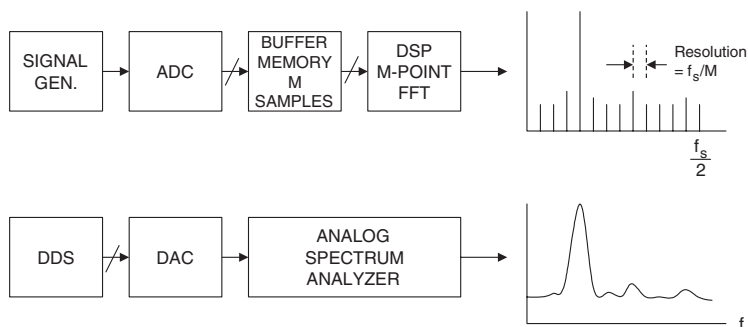 SIGNAL
GEN.
ADC
BUFFER
MEMORY
M
SAMPLES
DSP
M-POINT
FFT
Resolution
= fs/M
fs
2
DDS
DAC
ANALOG
SPECTRUM
ANALYZER
f